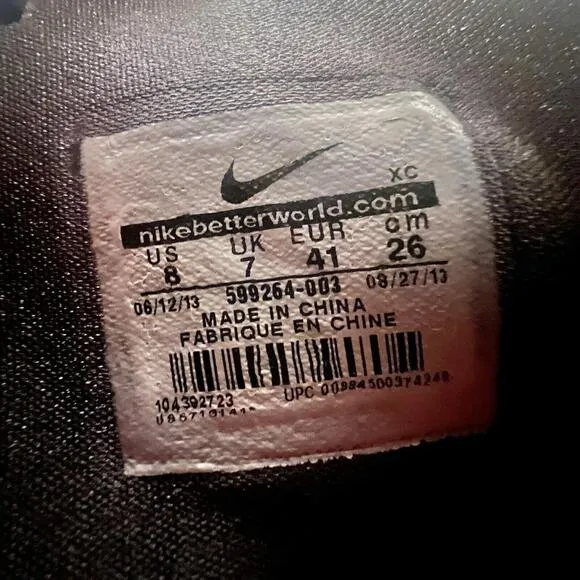 XC
nikebetterworld.com
US UK EUR cm
8 7 41 26
06/12/13 599264-003 08/27/13
MADE IN CHINA
FABRIQUE EN CHINE
104392723 UPC 00884500374248